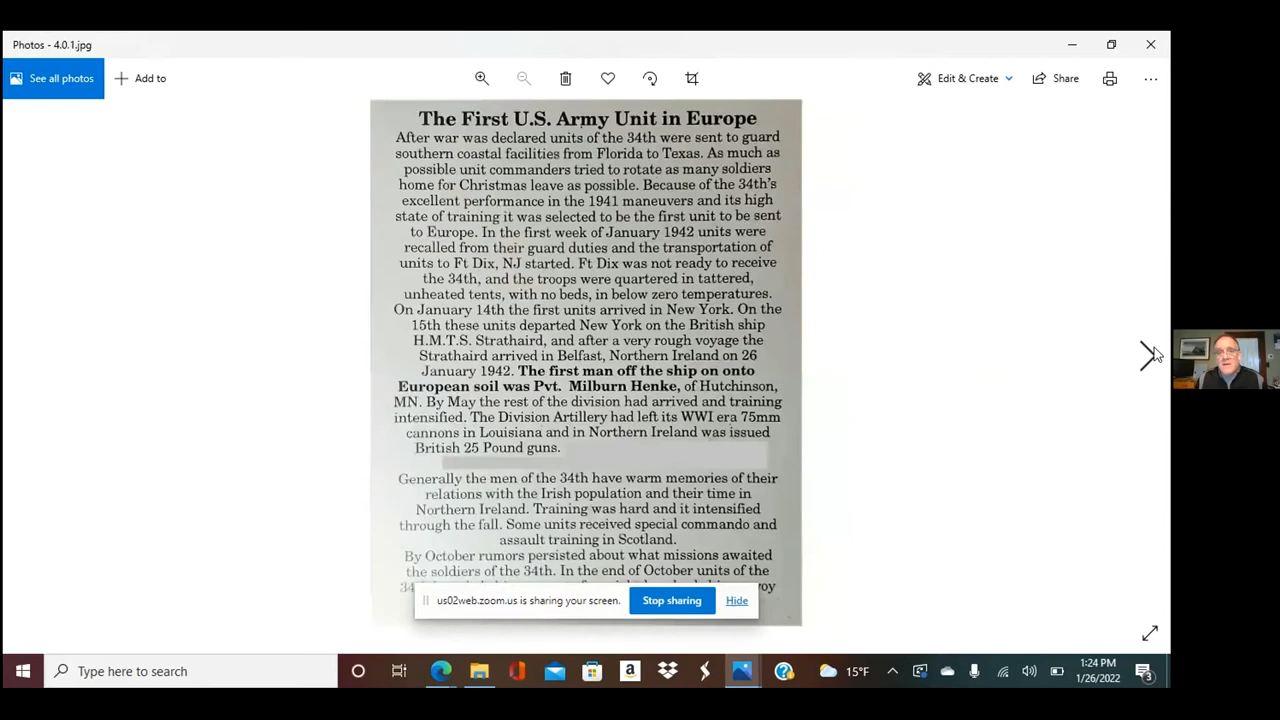 Photos - 4.0.1.jpg
See all photos
Add to
Edit & Create
Share
The First U.S. Army Unit in Europe
After war was declared units of the 34th were sent to guard
southern coastal facilities from Florida to Texas. As much as
possible unit commanders tried to rotate as many soldiers
home for Christmas leave as possible. Because of the 34th's
excellent performance in the 1941 maneuvers and its high
state of training it was selected to be the first unit to be sent
to Europe. In the first week of January 1942 units were
recalled from their guard duties and the transportation of
units to Ft Dix, NJ started. Ft Dix was not ready to receive
the 34th, and the troops were quartered in tattered,
unheated tents, with no beds, in below zero temperatures.
On January 14th the first units arrived in New York. On the
15th these units departed New York on the British ship
H.M.T.S. Strathaird, and after a very rough voyage the
Strathaird arrived in Belfast, Northern Ireland on 26
January 1942. The first man off the ship on onto
European soil was Pvt. Milburn Henke, of Hutchinson,
MN. By May the rest of the division had arrived and training
intensified. The Division Artillery had left its WWI era 75mm
cannons in Louisiana and in Northern Ireland was issued
British 25 Pound guns.
Generally the men of the 34th have warm memories of their
relations with the Irish population and their time in
Northern Ireland. Training was hard and it intensified
through the fall. Some units received special commando and
assault training in Scotland.
By October rumors persisted about what missions awaited
the soldiers of the 34th. In the end of October units of the
us02web.zoom.us is sharing your screen.
Stop sharing
Hide
Type here to search
15°F
1:24 PM
1/26/2022
3